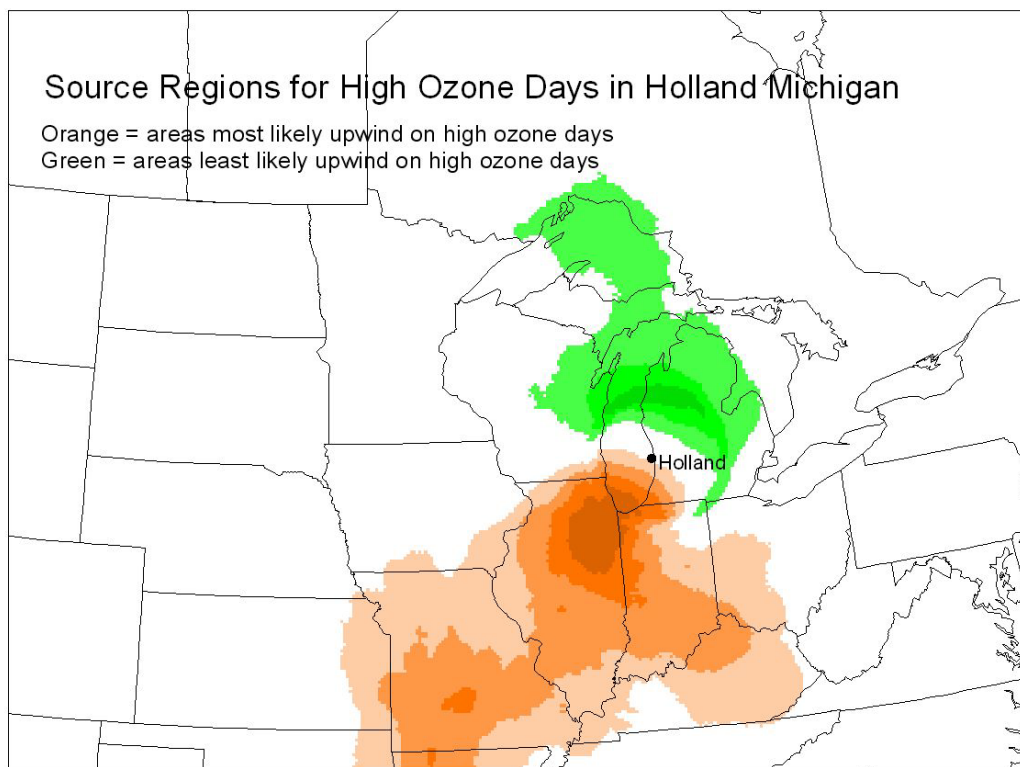 Source Regions for High Ozone Days in Holland Michigan
Orange = areas most likely upwind on high ozone days
Green = areas least likely upwind on high ozone days
Holland